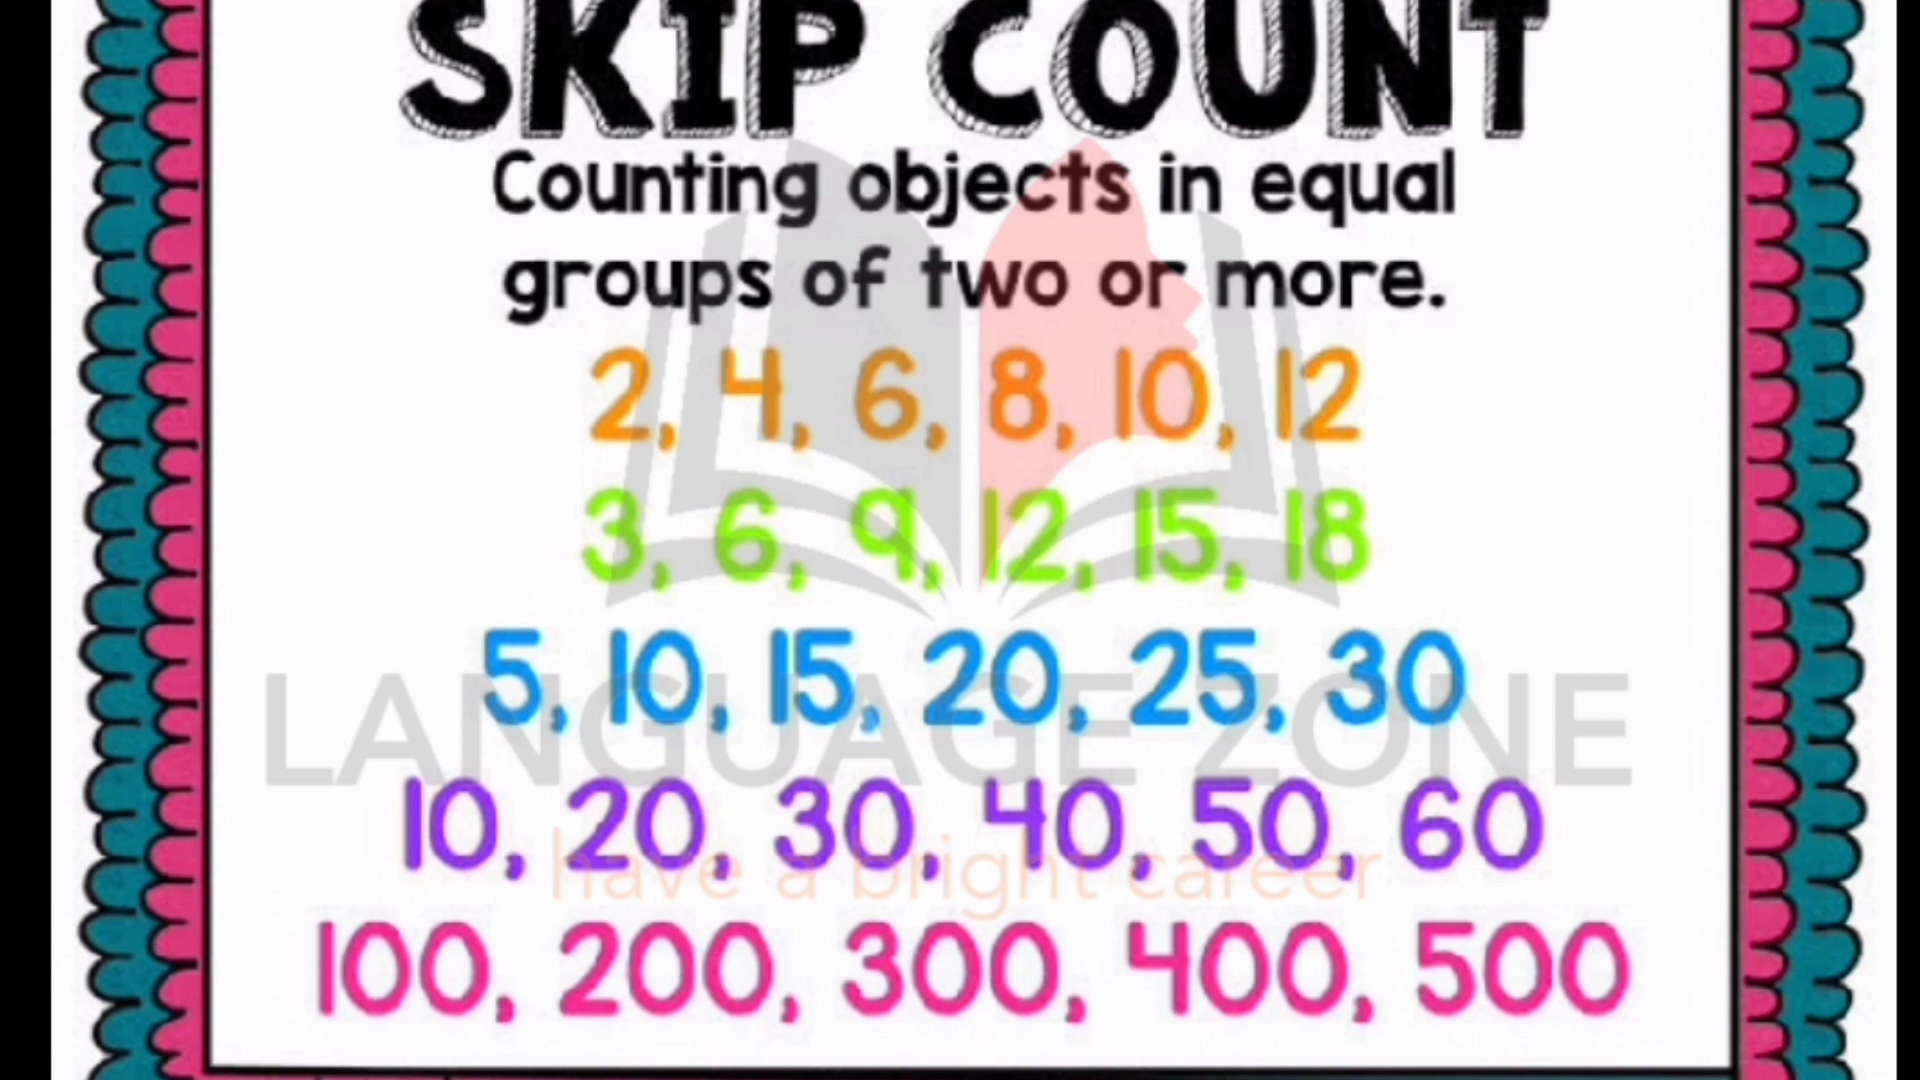 SKIP COUNT
Counting objects in equal
groups of two or more.
2, 4, 6, 8, 10, 12
3, 6, 9, 12, 15, 18
5, 10, 15, 20, 25, 30
LANGUAGE ZONE
10, 20, 30, 40, 50, 60
have a bright career
100, 200, 300, 400, 500